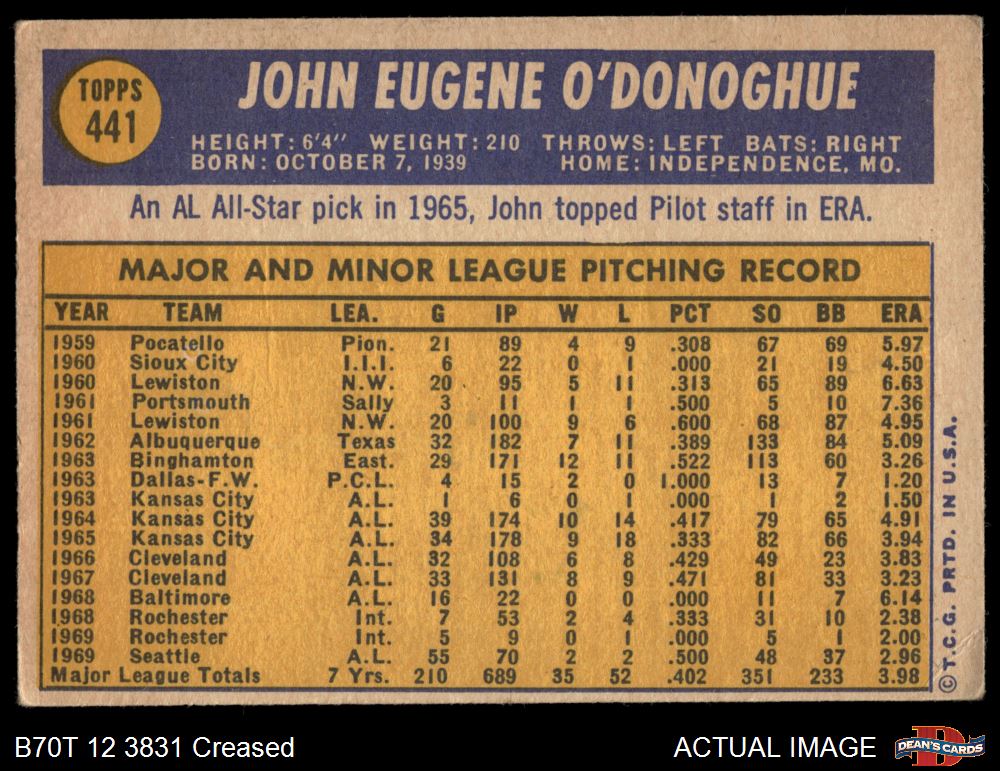 TOPPS
441
JOHN EUGENE O'DONOGHUE
HEIGHT: 6'4" WEIGHT: 210 THROWS: LEFT BATS: RIGHT
BORN: OCTOBER 7, 1939 HOME: INDEPENDENCE, MO.
An AL All-Star pick in 1965, John topped Pilot staff in ERA.
MAJOR AND MINOR LEAGUE PITCHING RECORD
YEAR TEAM LEA. G IP W L PCT SO BB ERA
1959 Pocatello Pion. 21 89 4 9 .308 67 69 5.97
1960 Sioux City I.I.I. 6 22 0 1 .000 21 19 4.50
1960 Lewiston N.W. 20 95 5 11 .313 65 89 6.63
1961 Portsmouth Sally 3 11 1 1 .500 5 10 7.36
1961 Lewiston N.W. 20 100 9 6 .600 68 87 4.95
1962 Albuquerque Texas 32 182 7 11 .389 133 84 5.09
1963 Binghamton East. 29 171 12 11 .522 113 60 3.26
1963 Dallas-F.W. P.C.L. 4 15 2 0 1.000 13 7 1.20
1963 Kansas City A.L. 1 6 0 1 .000 1 2 1.50
1964 Kansas City A.L. 39 174 10 14 .417 79 65 4.91
1965 Kansas City A.L. 34 178 9 18 .333 82 66 3.94
1966 Cleveland A.L. 32 108 6 8 .429 49 23 3.83
1967 Cleveland A.L. 33 131 8 9 .471 81 33 3.23
1968 Baltimore A.L. 16 22 0 0 .000 11 7 6.14
1968 Rochester Int. 7 53 2 4 .333 31 10 2.38
1969 Rochester Int. 5 9 0 1 .000 5 1 2.00
1969 Seattle A.L. 55 70 2 2 .500 48 37 2.96
Major League Totals 7 Yrs. 210 689 35 52 .402 351 233 3.98
©T.C.G. PRTD. IN U.S.A.
B70T 12 3831 Creased
ACTUAL IMAGE
DEAN'S CARDS